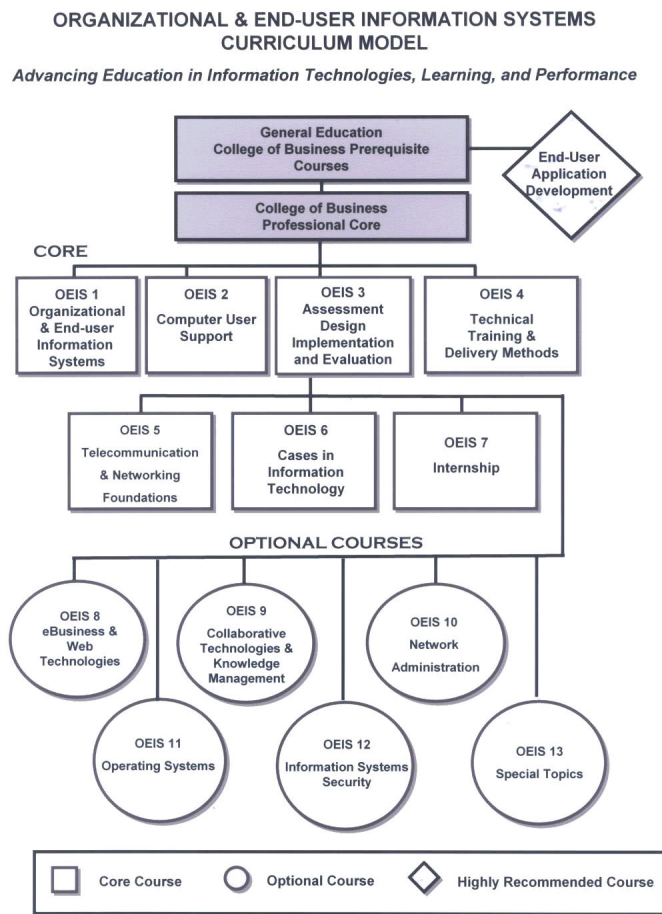 ORGANIZATIONAL & END-USER INFORMATION SYSTEMS
CURRICULUM MODEL
Advancing Education in Information Technologies, Learning, and Performance
General Education
College of Business Prerequisite
Courses
End-User
Application
Development
College of Business
Professional Core
CORE
OEIS 1
Organizational
& End-user
Information
Systems
OEIS 2
Computer User
Support
OEIS 3
Assessment
Design
Implementation
and Evaluation
OEIS 4
Technical
Training &
Delivery Methods
OEIS 5
Telecommunication
& Networking
Foundations
OEIS 6
Cases in
Information
Technology
OEIS 7
Internship
OPTIONAL COURSES
OEIS 8
eBusiness &
Web
Technologies
OEIS 9
Collaborative
Technologies &
Knowledge
Management
OEIS 10
Network
Administration
OEIS 11
Operating Systems
OEIS 12
Information Systems
Security
OEIS 13
Special Topics
Core Course
Optional Course
Highly Recommended Course